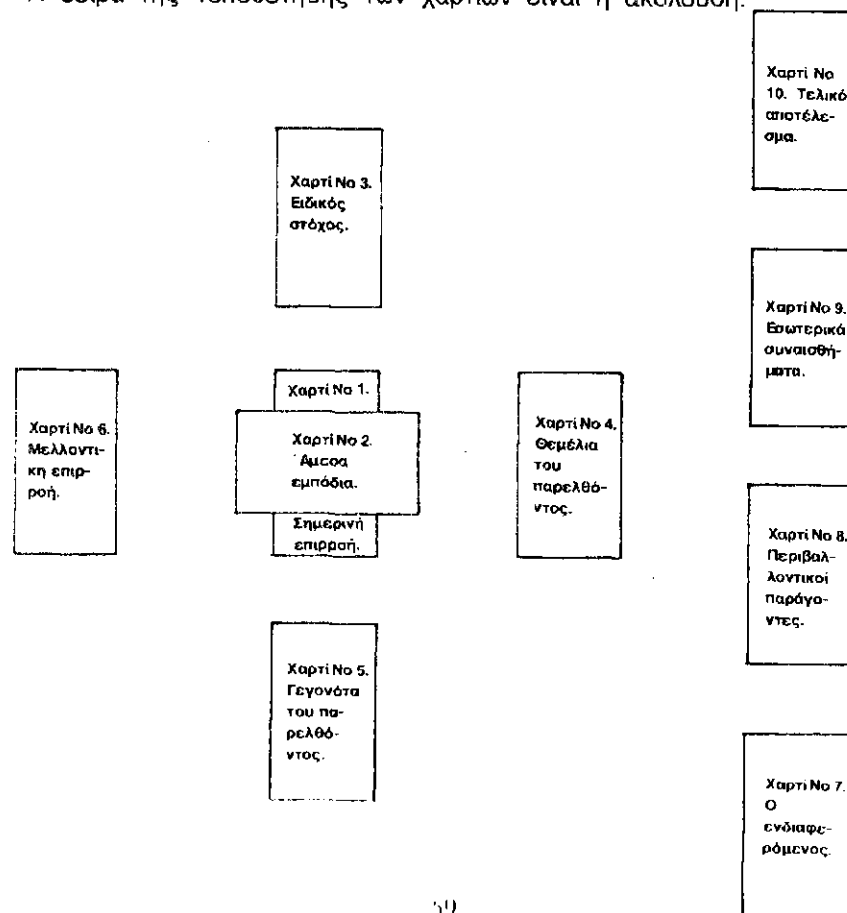 Η σειρά της τοποθέτησης των χαρτιών είναι η ακόλουθη:
Χαρτί Νο
10. Τελικό
αποτέλε-
σμα.
Χαρτί Νο 3.
Ειδικός
στόχος.
Χαρτί Νο 9.
Εσωτερικά
συναισθή-
ματα.
Χαρτί Νο 6.
Μελλοντι-
κη επιρ-
ροή.
Χαρτί Νο 1.
Χαρτί Νο 2.
Άμεσα
εμπόδια.
Σημερινή
επιρροή.
Χαρτί Νο 4.
Θεμέλια
του
παρελθό-
ντος.
Χαρτί Νο 8.
Περιβαλ-
λοντικοί
παράγο-
ντες.
Χαρτί Νο 5.
Γεγονότα
του πα-
ρελθό-
ντος.
Χαρτί Νο 7.
Ο
ενδιαφε-
ρόμενος.